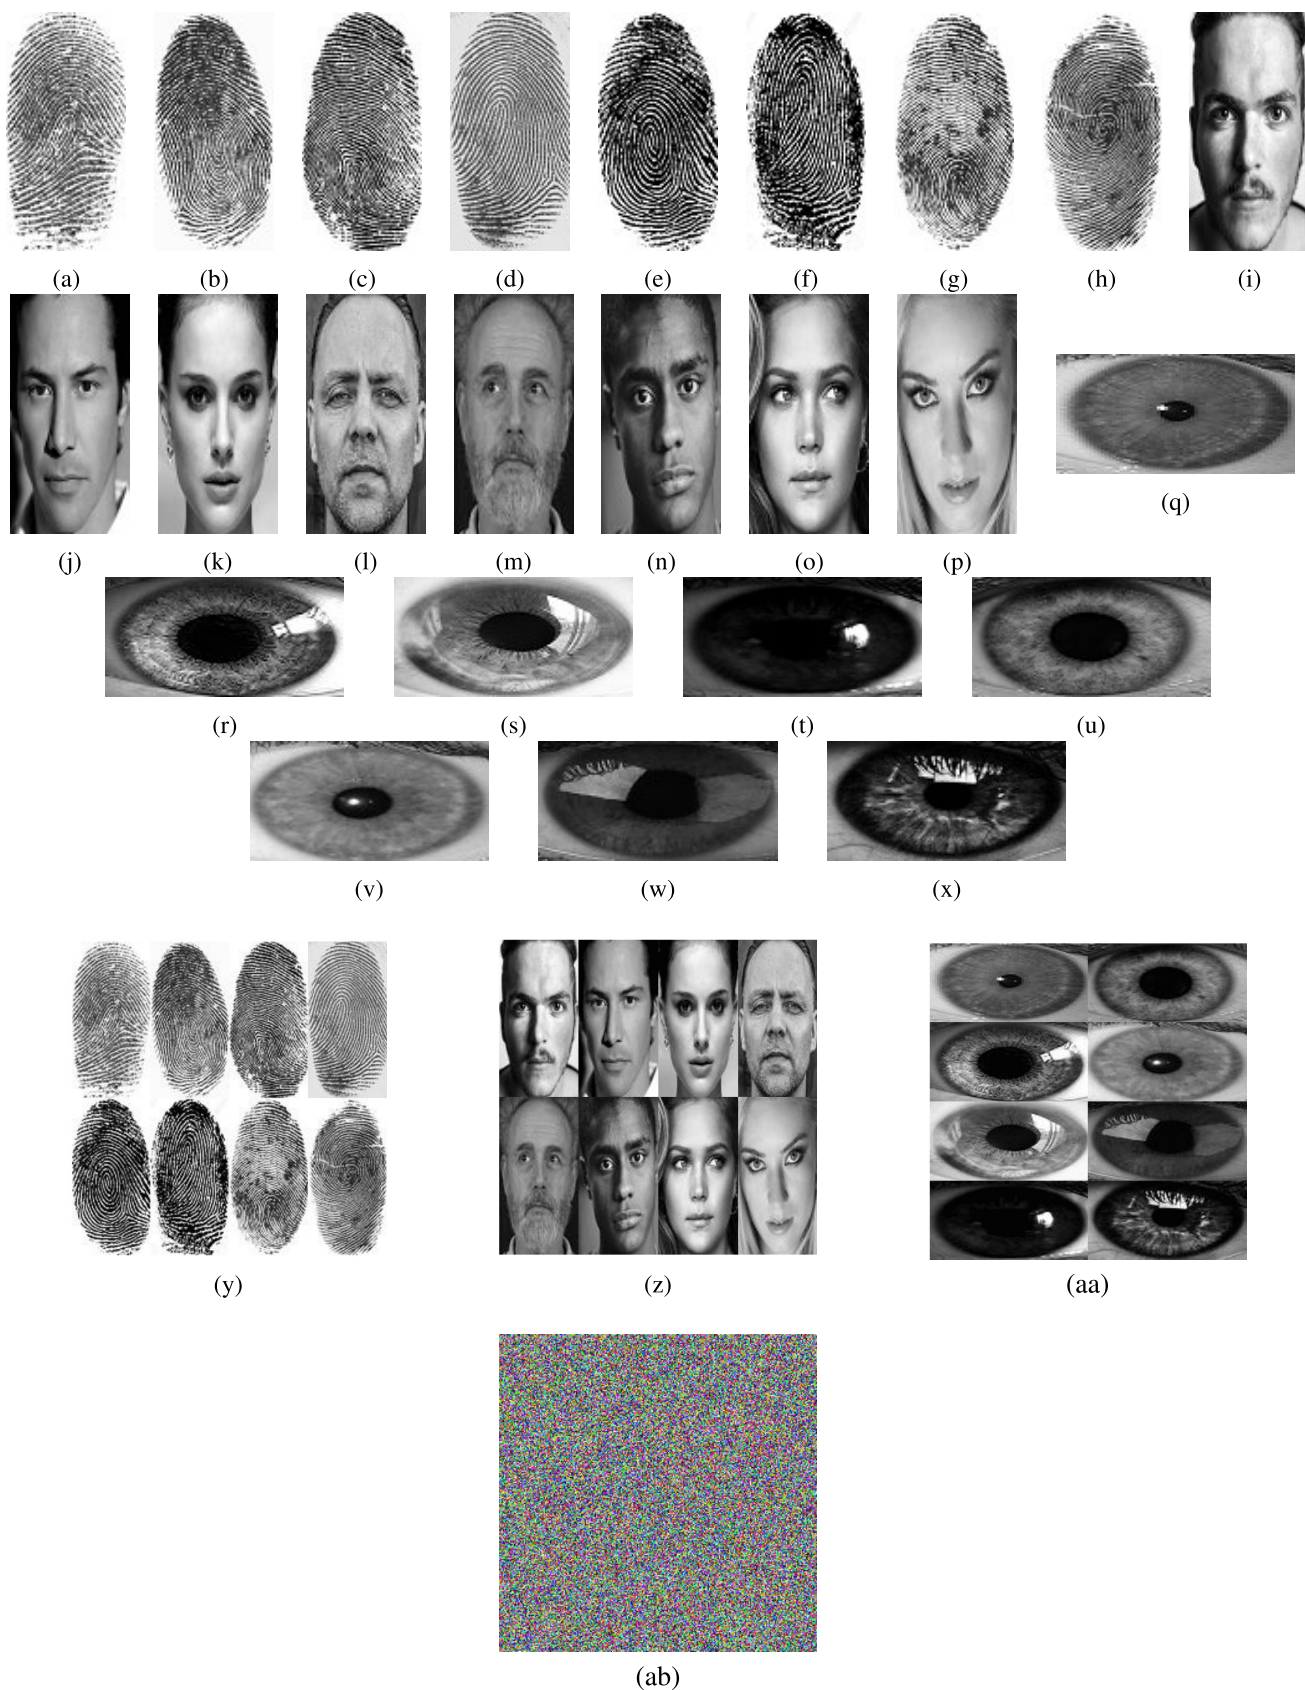 (a) (b) (c) (d) (e) (f) (g) (h) (i)
(j) (k) (l) (m) (n) (o) (p)
(q)
(r) (s) (t) (u)
(v) (w) (x)
(y) (z) (aa)
(ab)